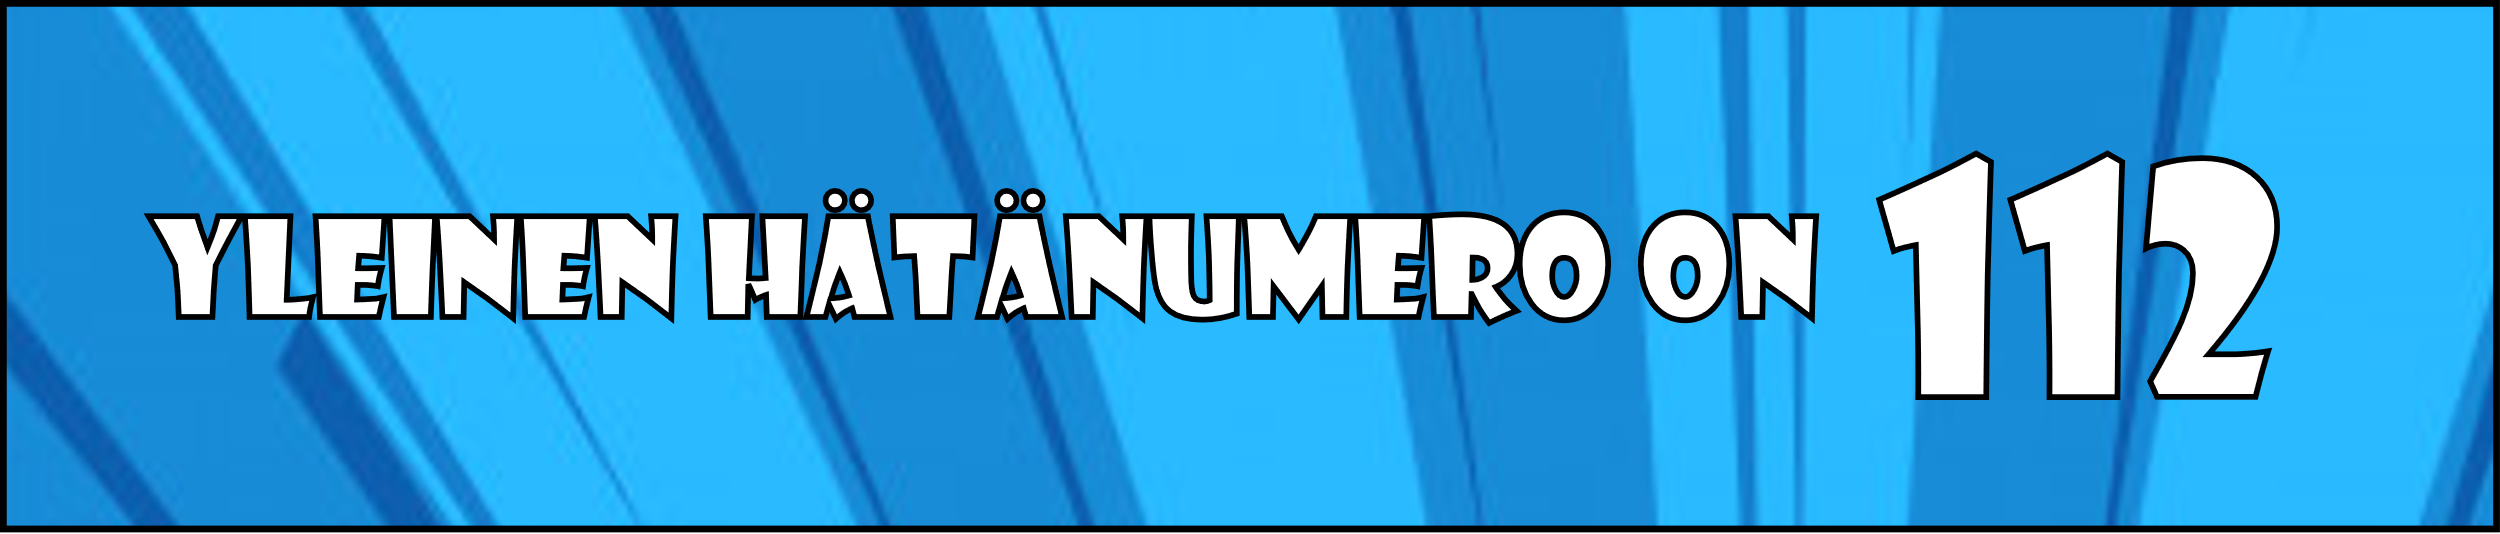 YLEINEN HÄTÄNUMERO ON 112